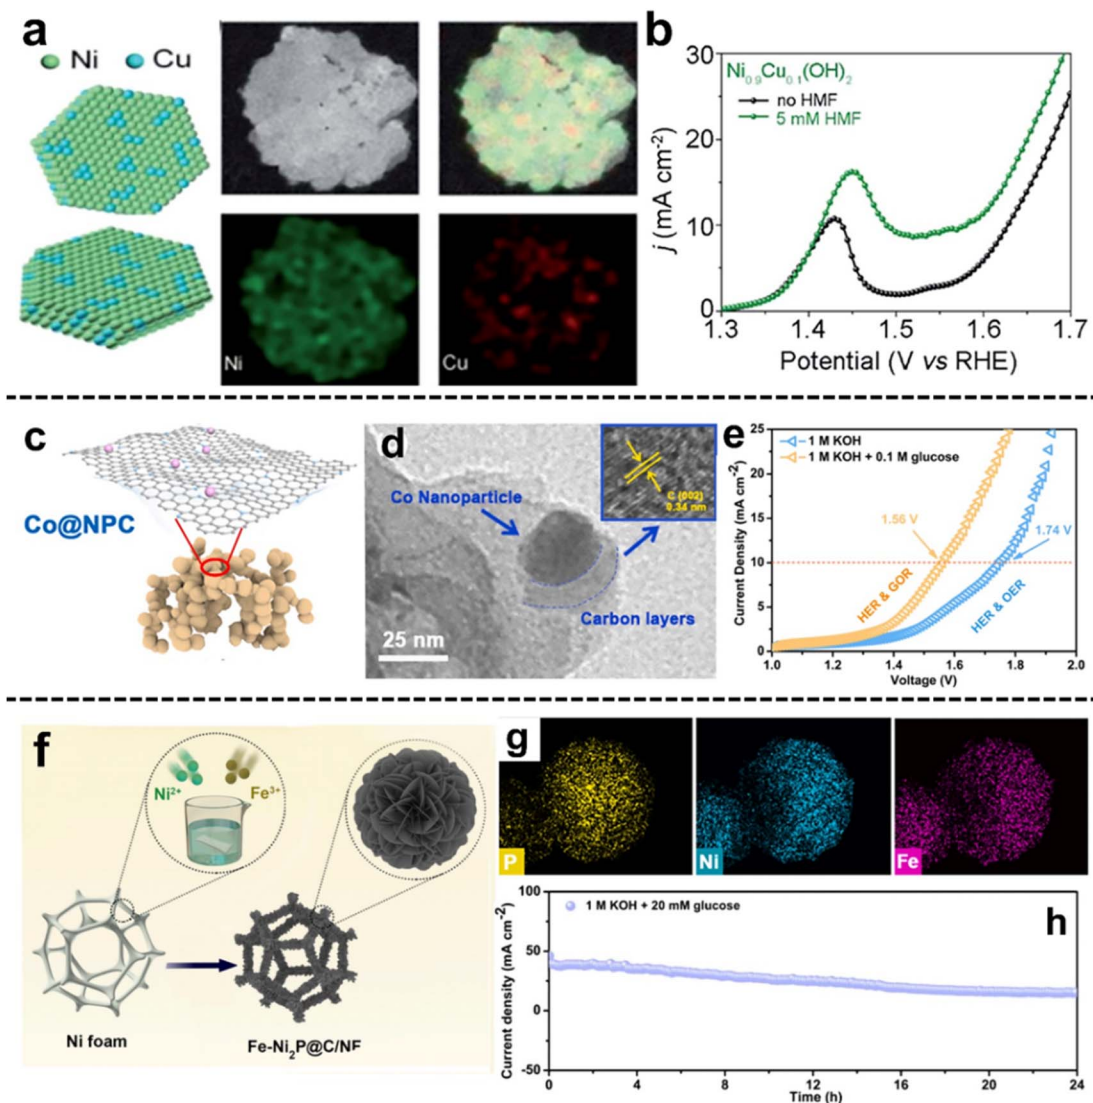 a
Ni Cu
Ni
Cu
b
Ni0.9Cu0.1(OH)2
no HMF
5 mM HMF
j (mA cm-2)
30
20
10
0
1.3 1.4 1.5 1.6 1.7
Potential (V vs RHE)
c
Co@NPC
d
Co Nanoparticle
C (002)
0.34 nm
Carbon layers
25 nm
e
1 M KOH
1 M KOH + 0.1 M glucose
Current Density (mA cm-2)
25
20
15
10
5
0
1.56 V
1.74 V
HER & GOR
HER & OER
1.0 1.2 1.4 1.6 1.8 2.0
Voltage (V)
f
Ni2+
Fe3+
Ni foam
Fe-Ni2P@C/NF
g
P
Ni
Fe
h
1 M KOH + 20 mM glucose
Current density (mA cm-2)
100
50
0
-50
0 4 8 12 16 20 24
Time (h)